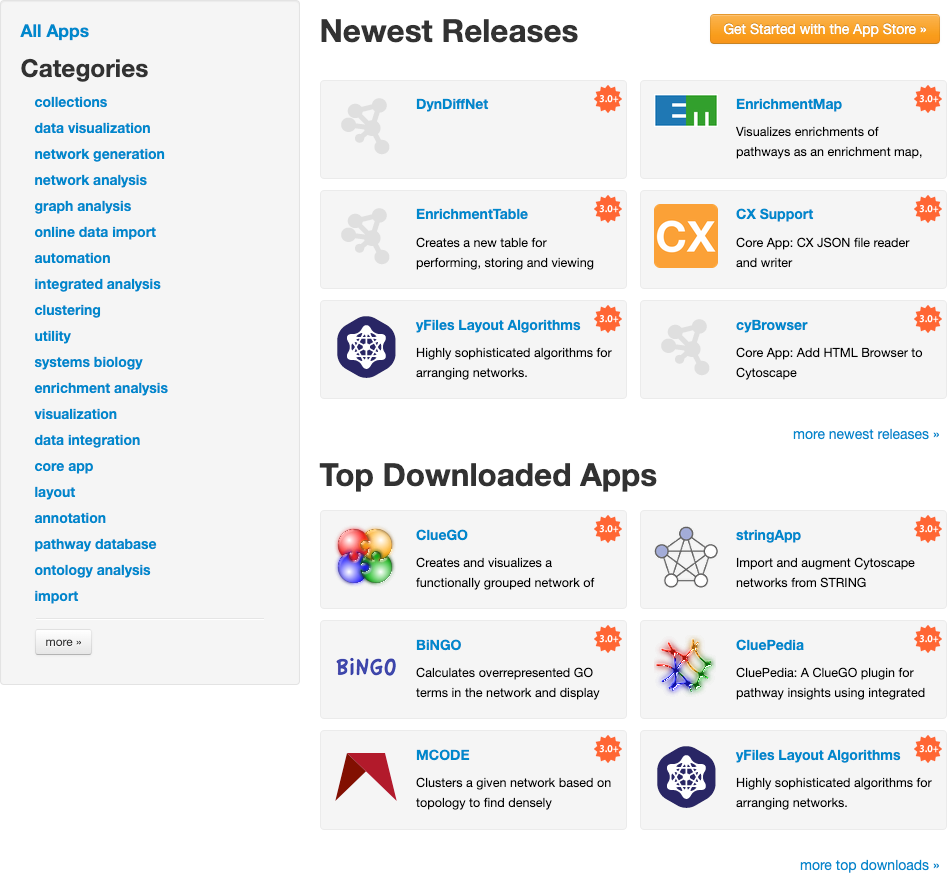 All Apps
Categories
collections
data visualization
network generation
network analysis
graph analysis
online data import
automation
integrated analysis
clustering
utility
systems biology
enrichment analysis
visualization
data integration
core app
layout
annotation
pathway database
ontology analysis
import
more »
Newest Releases
Get Started with the App Store »
DynDiffNet
3.0+
Em
EnrichmentMap
3.0+
Visualizes enrichments of
pathways as an enrichment map,
EnrichmentTable
3.0+
Creates a new table for
performing, storing and viewing
CX
CX Support
3.0+
Core App: CX JSON file reader
and writer
yFiles Layout Algorithms
3.0+
Highly sophisticated algorithms for
arranging networks.
cyBrowser
3.0+
Core App: Add HTML Browser to
Cytoscape
more newest releases »
Top Downloaded Apps
ClueGO
3.0+
Creates and visualizes a
functionally grouped network of
stringApp
3.0+
Import and augment Cytoscape
networks from STRING
BiNGO
BiNGO
3.0+
Calculates overrepresented GO
terms in the network and display
CluePedia
3.0+
CluePedia: A ClueGO plugin for
pathway insights using integrated
MCODE
3.0+
Clusters a given network based on
topology to find densely
yFiles Layout Algorithms
3.0+
Highly sophisticated algorithms for
arranging networks.
more top downloads »